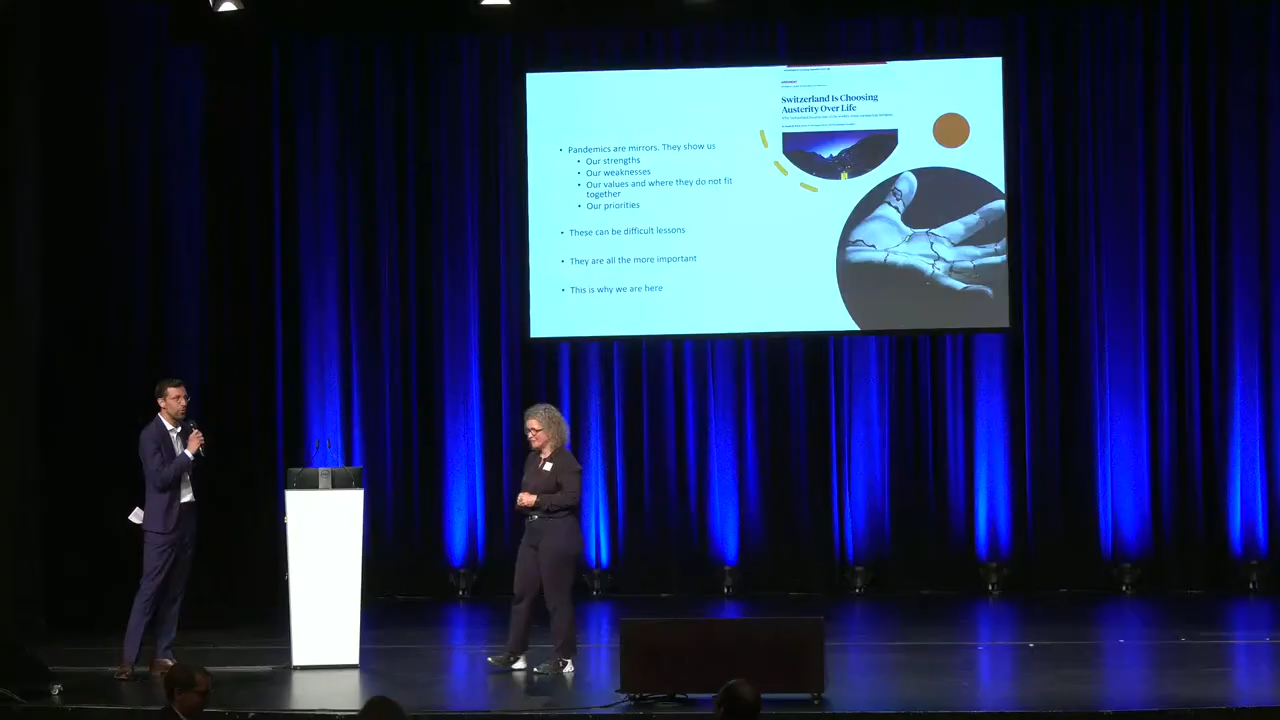 Switzerland Is Choosing
Austerity Over Life
• Pandemics are mirrors. They show us
• Our strengths
• Our weaknesses
• Our values and where they do not fit
together
• Our priorities
• These can be difficult lessons
• They are all the more important
• This is why we are here